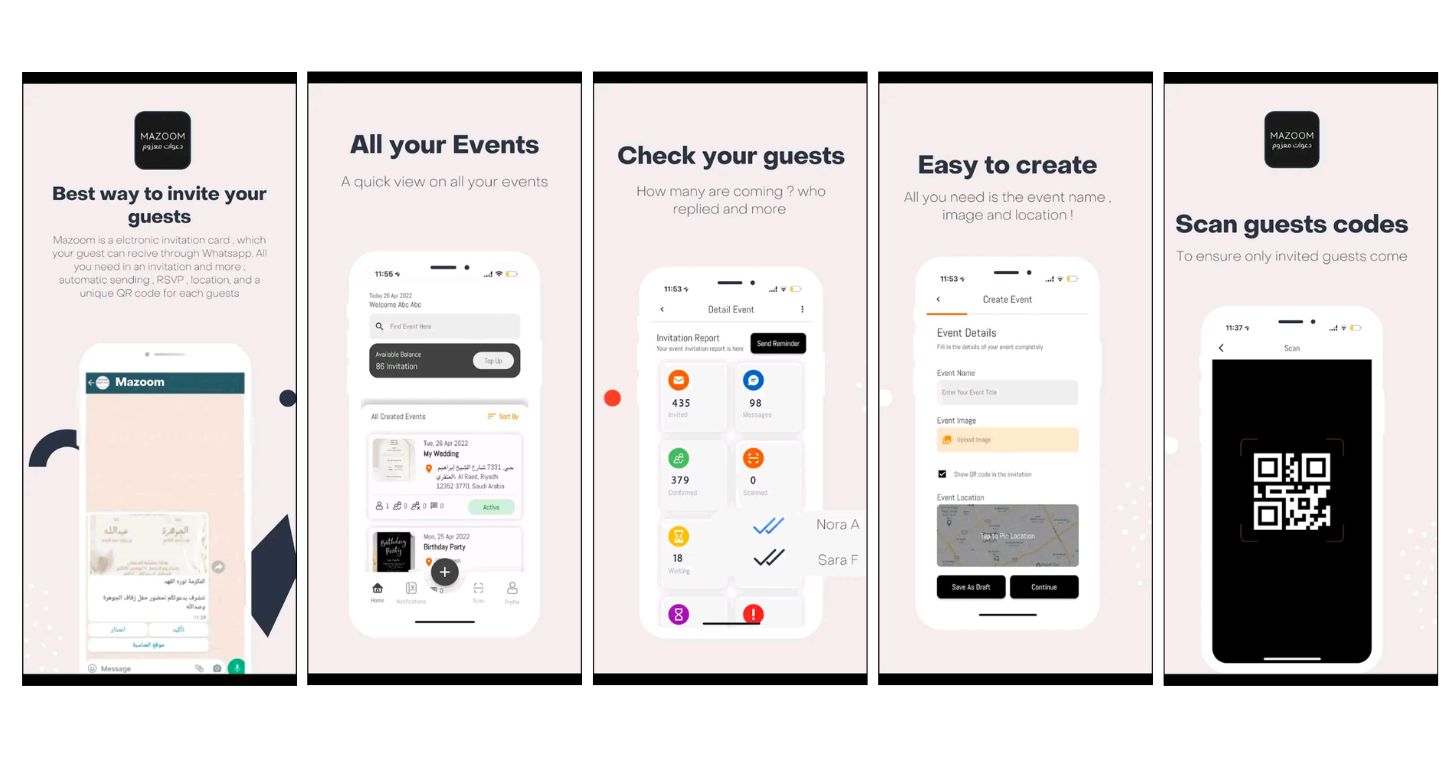 MAZOOM
دعوات معزوم
Best way to invite your
guests
Mazoom is a elctronic invitation card , which
your guest can recive through Whatsapp. All
you need in an invitation and more ;
automatic sending , RSVP , location, and a
unique QR code for each guests
Mazoom
الجوهرة عبدالله
المكرمة نوره الفهد
نتشرف بدعوتكم لحضور حفل زفاف الجوهرة
وعبدالله
11:29
تأكيد
اعتذار
موقع المناسبة
Message
All your Events
A quick view on all your events
11:55
Today 26 Apr 2022
Welcome Abc Abc
Find Event Here
Available Balance
86 Invitation
Top Up
All Created Events
Sort By
Tue, 26 Apr 2022
My Wedding
حي, 7331 شارع الشيخ إبراهيم
العنقري، Al Raed, Riyadh
12352 3770, Saudi Arabia
1 0 0 0
Active
Mon, 25 Apr 2022
Birthday Party
Birthday
Party
0
Home
Notifications
Scan
Profile
Check your guests
How many are coming ? who
replied and more
11:53
Detail Event
Invitation Report
Your event invitation report is here
Send Reminder
435
Invited
98
Messages
379
Confirmed
0
Scanned
18
Waiting
Nora A
Sara F
Easy to create
All you need is the event name ,
image and location !
11:53
Create Event
Event Details
Fill in the details of your event completely
Event Name
Enter Your Event Title
Event Image
Upload Image
Show QR code in the invitation
Event Location
Tap to Pin Location
Save As Draft
Continue
MAZOOM
دعوات معزوم
Scan guests codes
To ensure only invited guests come
11:37
Scan